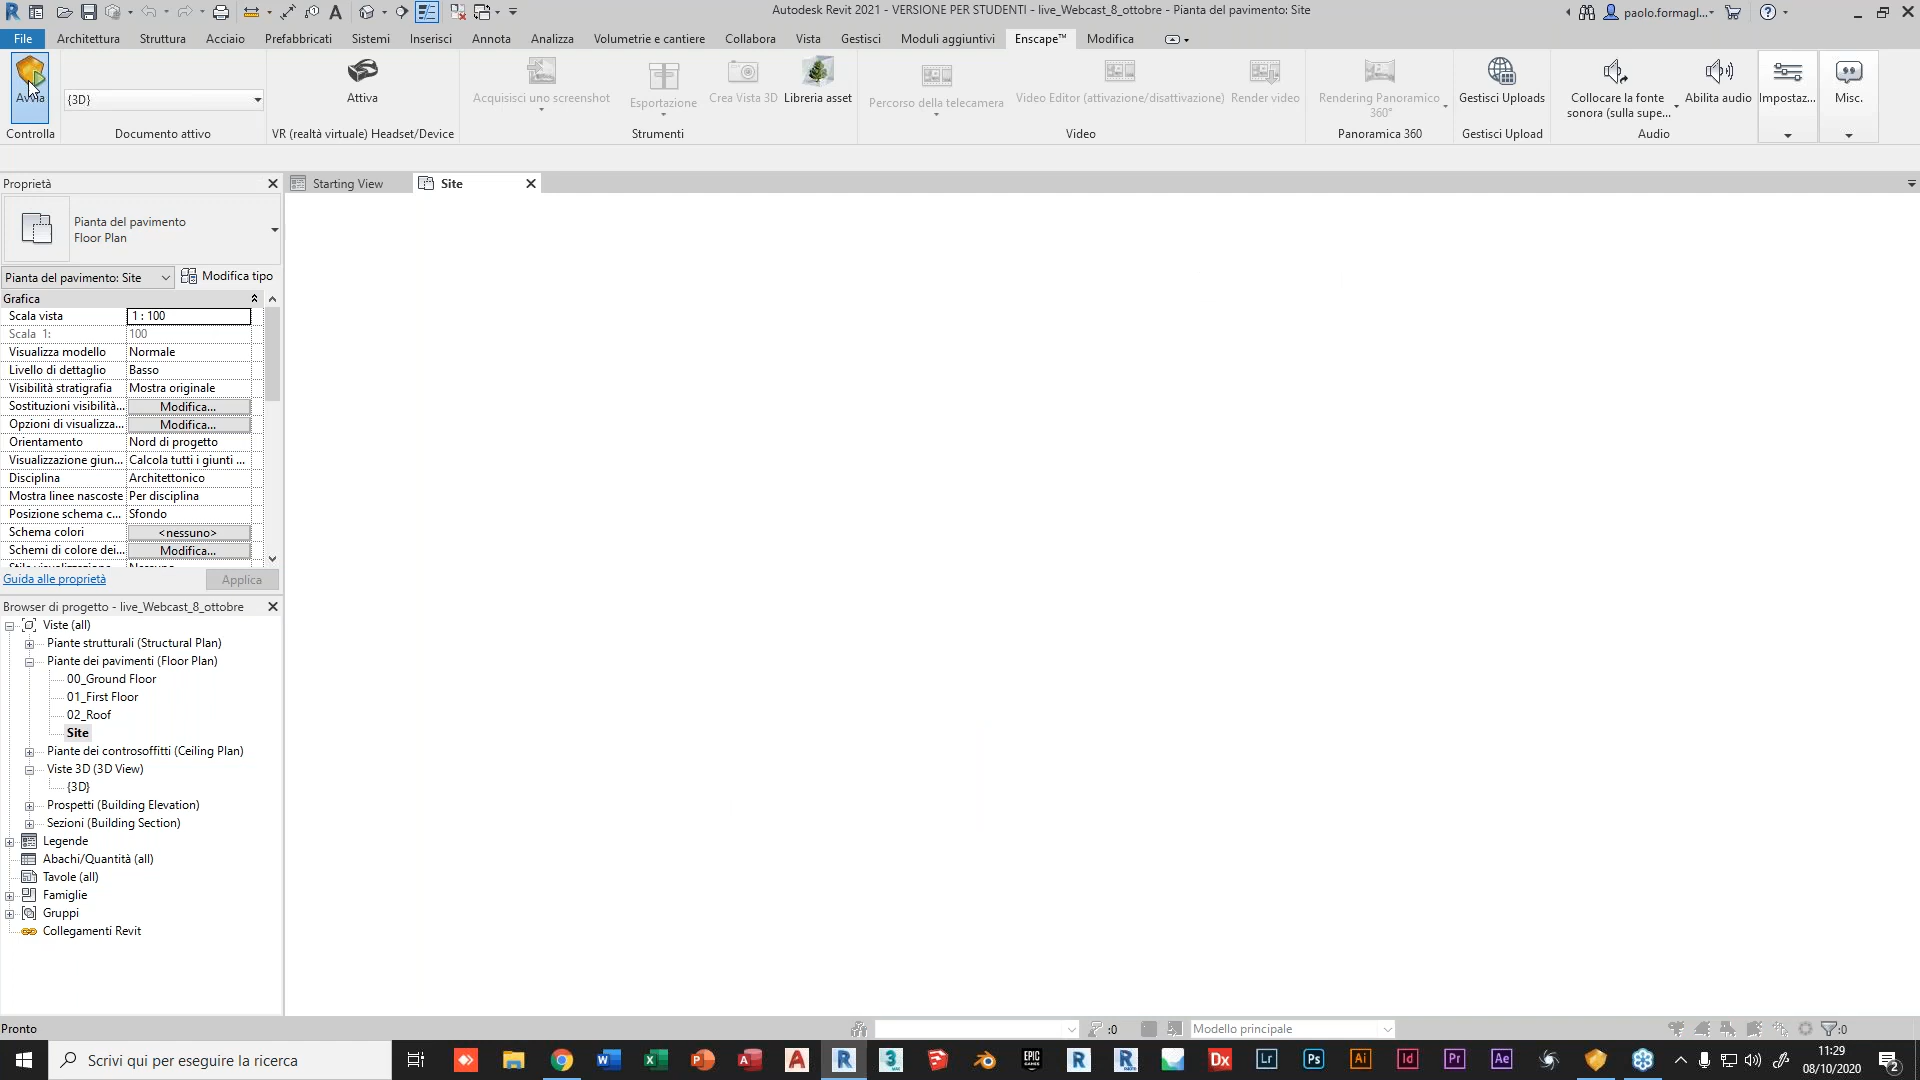 Autodesk Revit 2021 - VERSIONE PER STUDENTI - live_Webcast_8_ottobre - Pianta del pavimento: Site
paolo.formagl...
File Architettura Struttura Acciaio Prefabbricati Sistemi Inserisci Annota Analizza Volumetrie e cantiere Collabora Vista Gestisci Moduli aggiuntivi Enscape™ Modifica
Avvia
{3D}
Attiva
Acquisisci uno screenshot
Esportazione
Crea Vista 3D
Libreria asset
Percorso della telecamera
Video Editor (attivazione/disattivazione)
Render video
Rendering Panoramico
360°
Gestisci Uploads
Collocare la fonte
sonora (sulla supe...
Abilita audio
Impostaz...
Misc.
Controlla
Documento attivo
VR (realtà virtuale) Headset/Device
Strumenti
Video
Panoramica 360
Gestisci Upload
Audio
Proprietà
Starting View
Site
Pianta del pavimento
Floor Plan
Pianta del pavimento: Site
Modifica tipo
Grafica
Scala vista 1 : 100
Scala 1: 100
Visualizza modello Normale
Livello di dettaglio Basso
Visibilità stratigrafia Mostra originale
Sostituzioni visibilità... Modifica...
Opzioni di visualizza... Modifica...
Orientamento Nord di progetto
Visualizzazione giun... Calcola tutti i giunti ...
Disciplina Architettonico
Mostra linee nascoste Per disciplina
Posizione schema c... Sfondo
Schema colori <nessuno>
Schemi di colore dei... Modifica...
Guida alle proprietà
Applica
Browser di progetto - live_Webcast_8_ottobre
Viste (all)
Piante strutturali (Structural Plan)
Piante dei pavimenti (Floor Plan)
00_Ground Floor
01_First Floor
02_Roof
Site
Piante dei controsoffitti (Ceiling Plan)
Viste 3D (3D View)
{3D}
Prospetti (Building Elevation)
Sezioni (Building Section)
Legende
Abachi/Quantità (all)
Tavole (all)
Famiglie
Gruppi
Collegamenti Revit
Pronto
:0
Modello principale
:0
Scrivi qui per eseguire la ricerca
11:29
08/10/2020
2